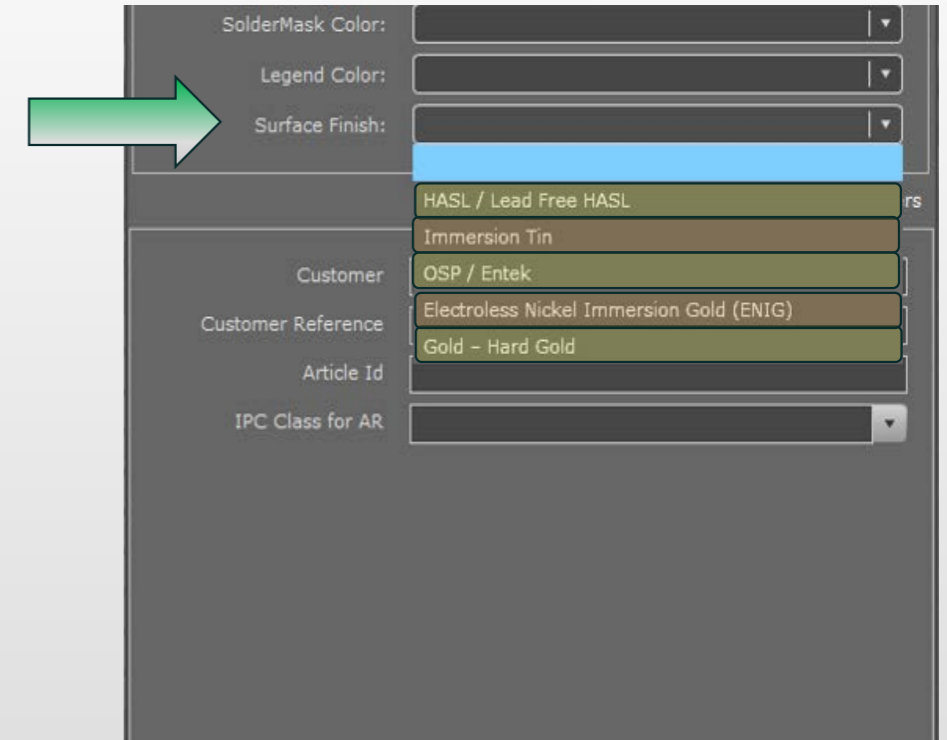 SolderMask Color:
Legend Color:
Surface Finish:
HASL / Lead Free HASL
rs
Immersion Tin
Customer
OSP / Entek
Electroless Nickel Immersion Gold (ENIG)
Customer Reference
Gold – Hard Gold
Article Id
IPC Class for AR